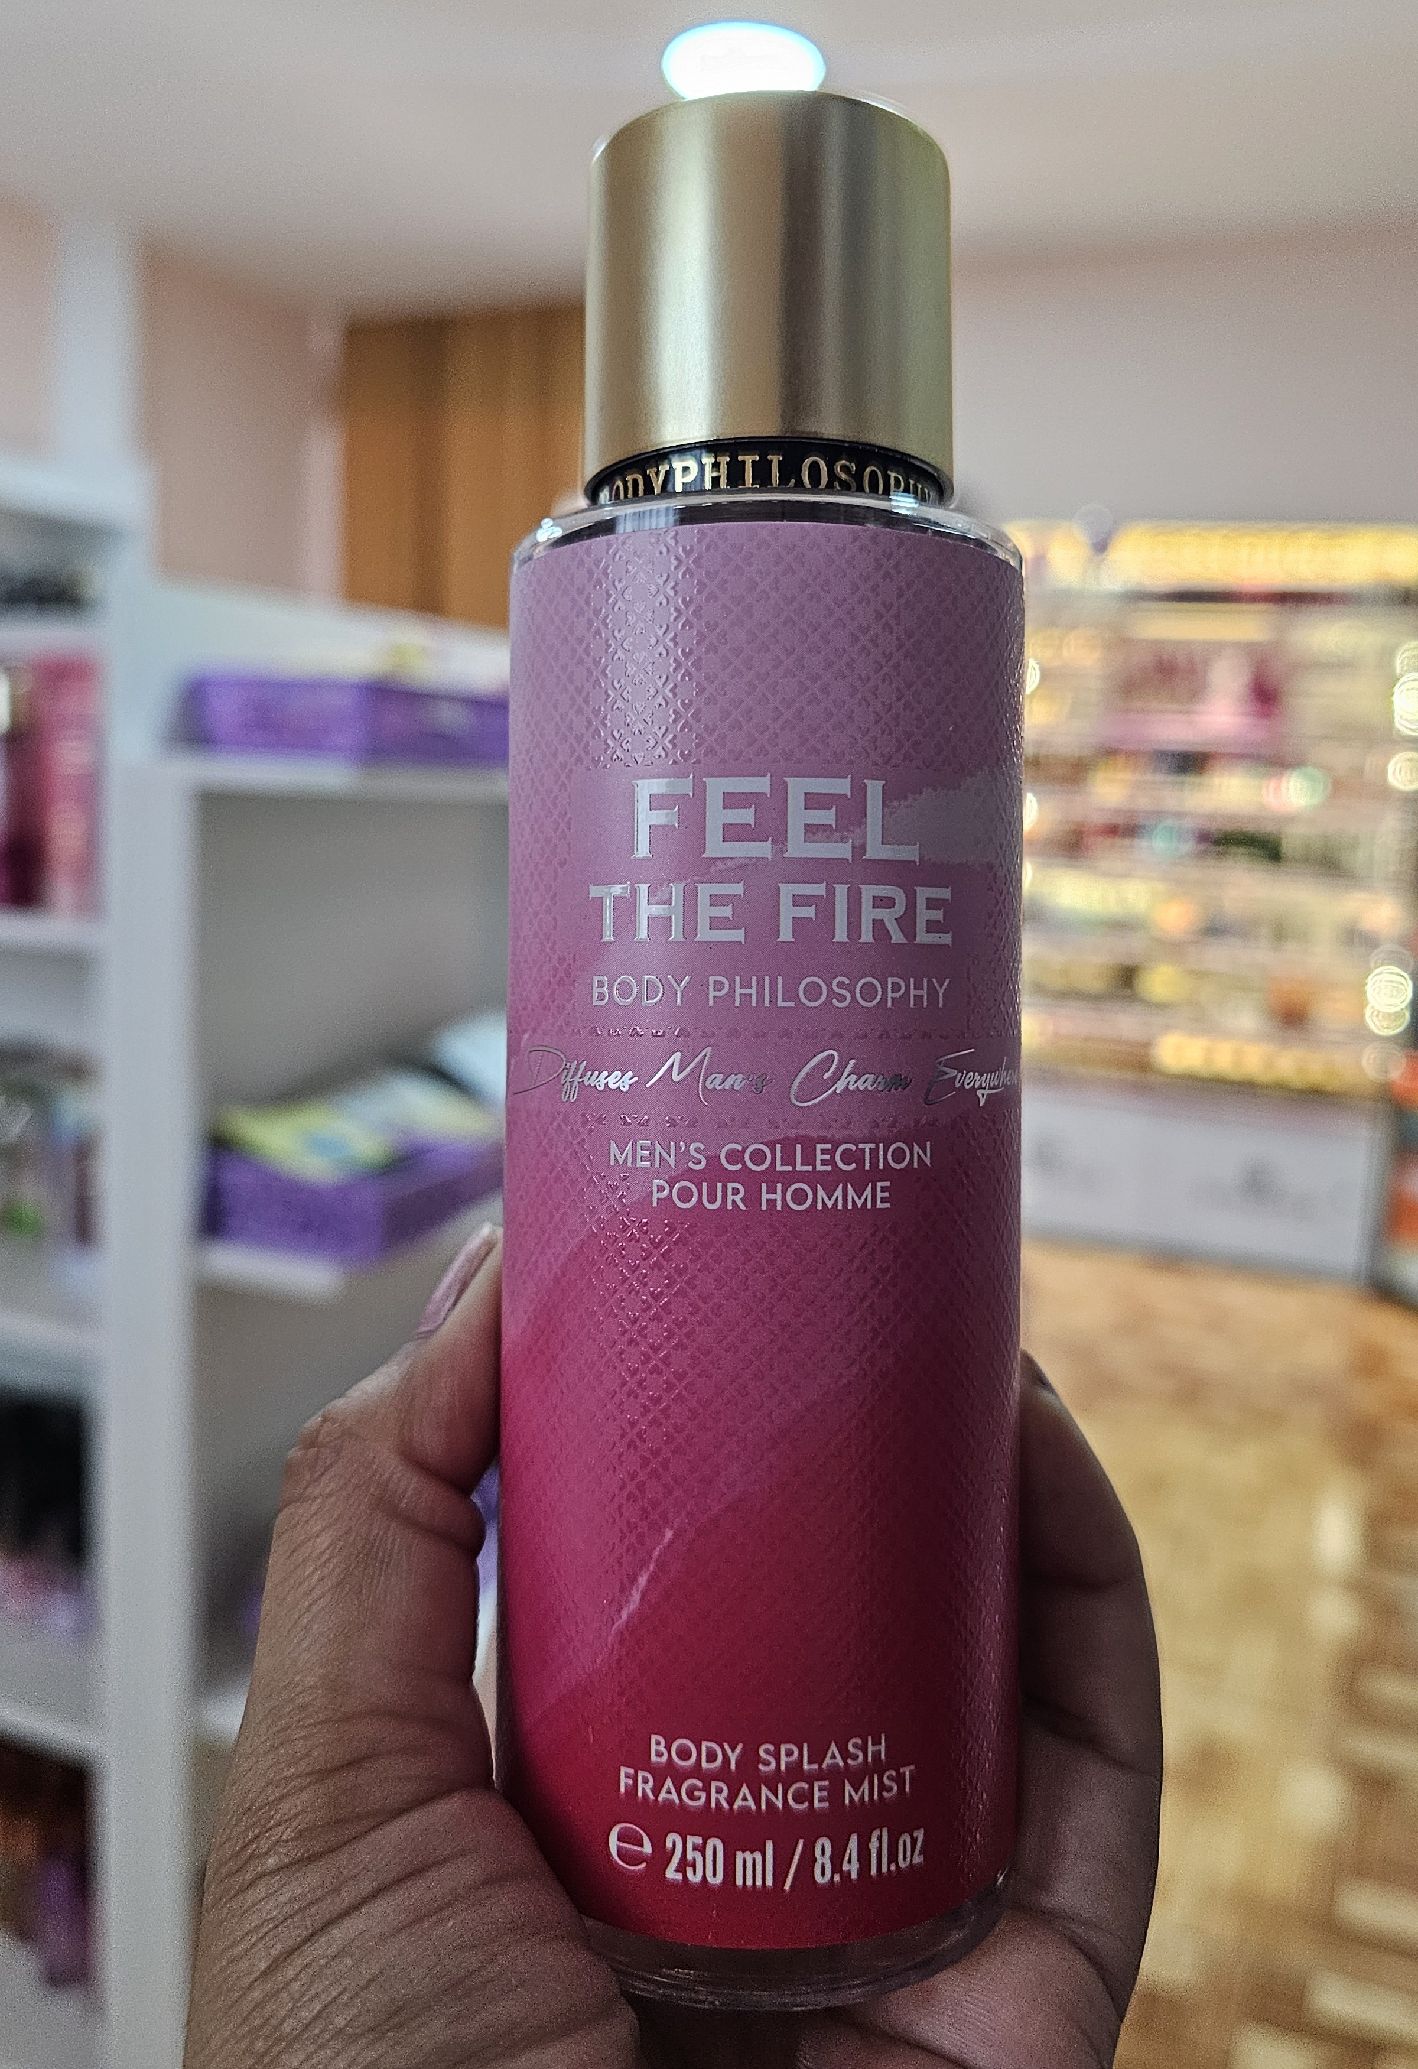 BODYPHILOSOPHY
FEEL
THE FIRE
BODY PHILOSOPHY
Diffuses Man's Charm Everywhere
MEN'S COLLECTION
POUR HOMME
BODY SPLASH
FRAGRANCE MIST
℮ 250 ml / 8.4 fl.oz